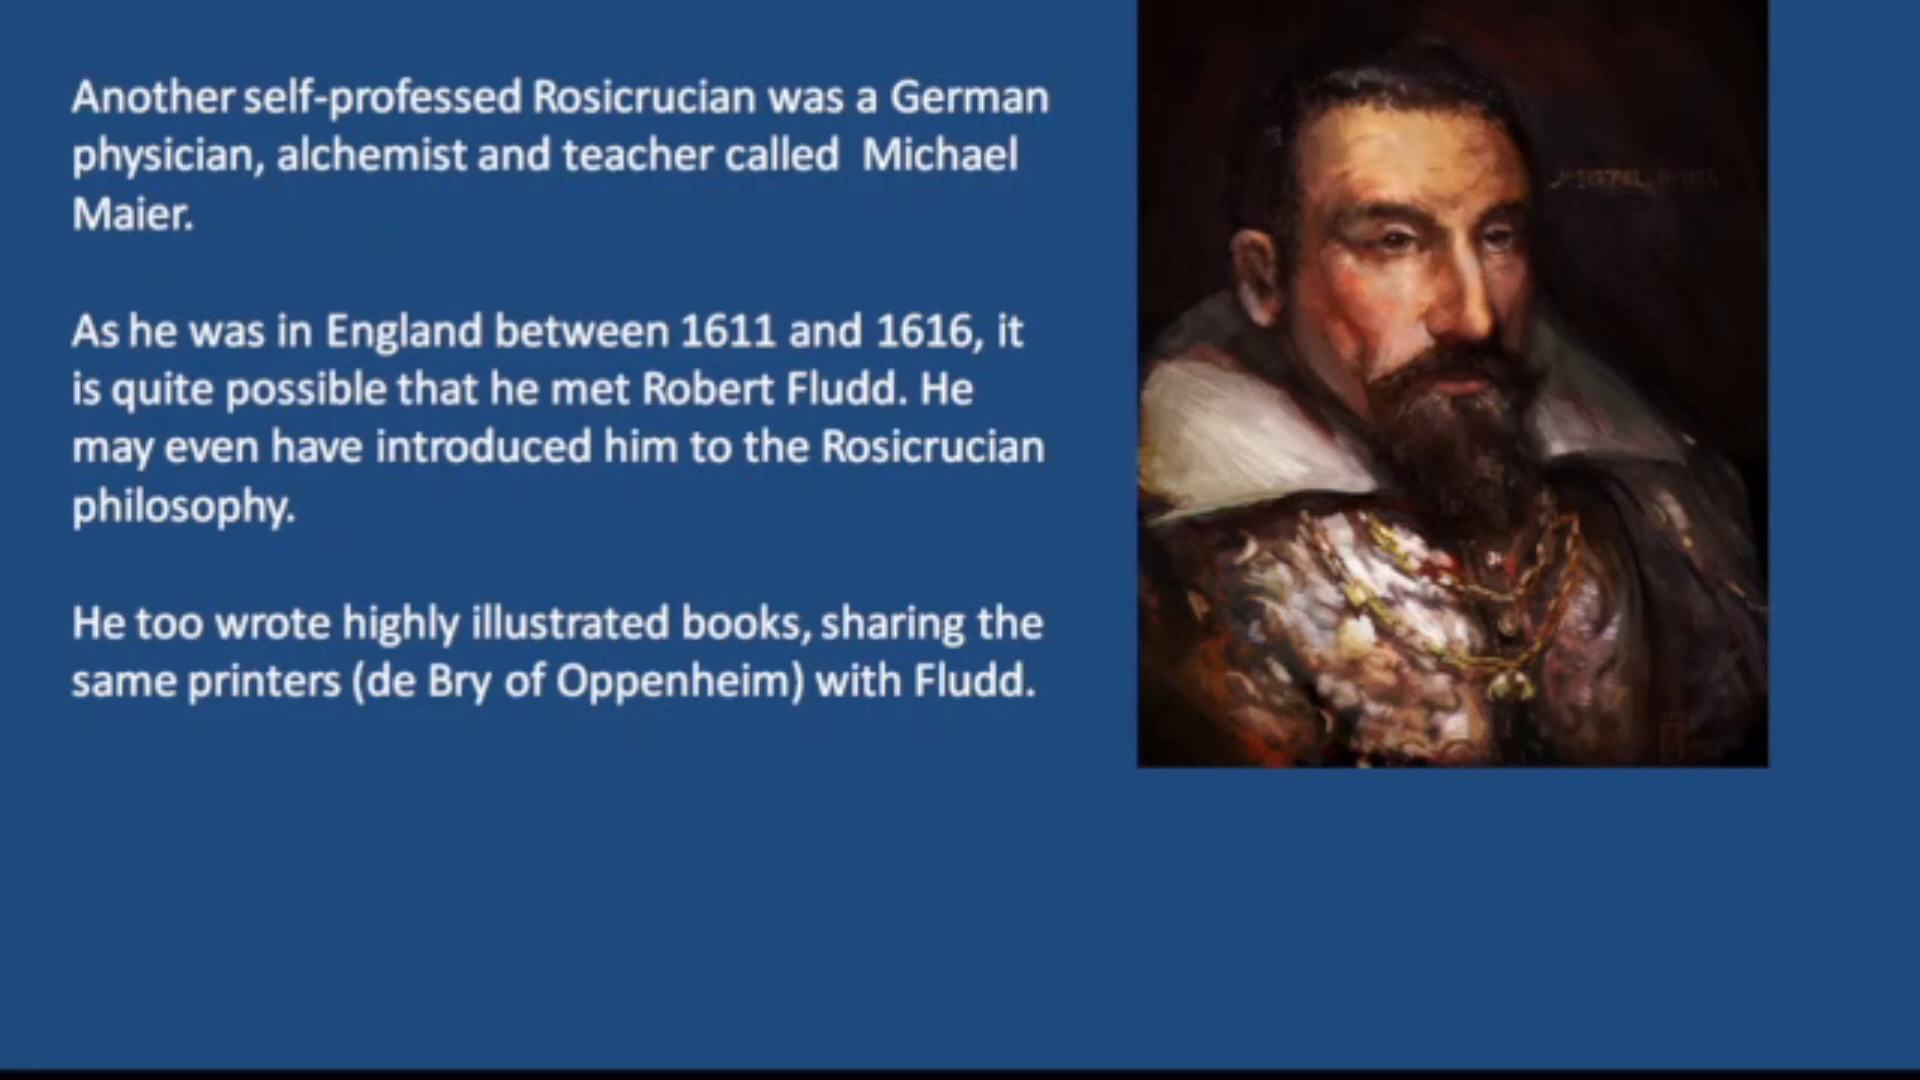 Another self-professed Rosicrucian was a German
physician, alchemist and teacher called Michael
Maier.
As he was in England between 1611 and 1616, it
is quite possible that he met Robert Fludd. He
may even have introduced him to the Rosicrucian
philosophy.
He too wrote highly illustrated books, sharing the
same printers (de Bry of Oppenheim) with Fludd.